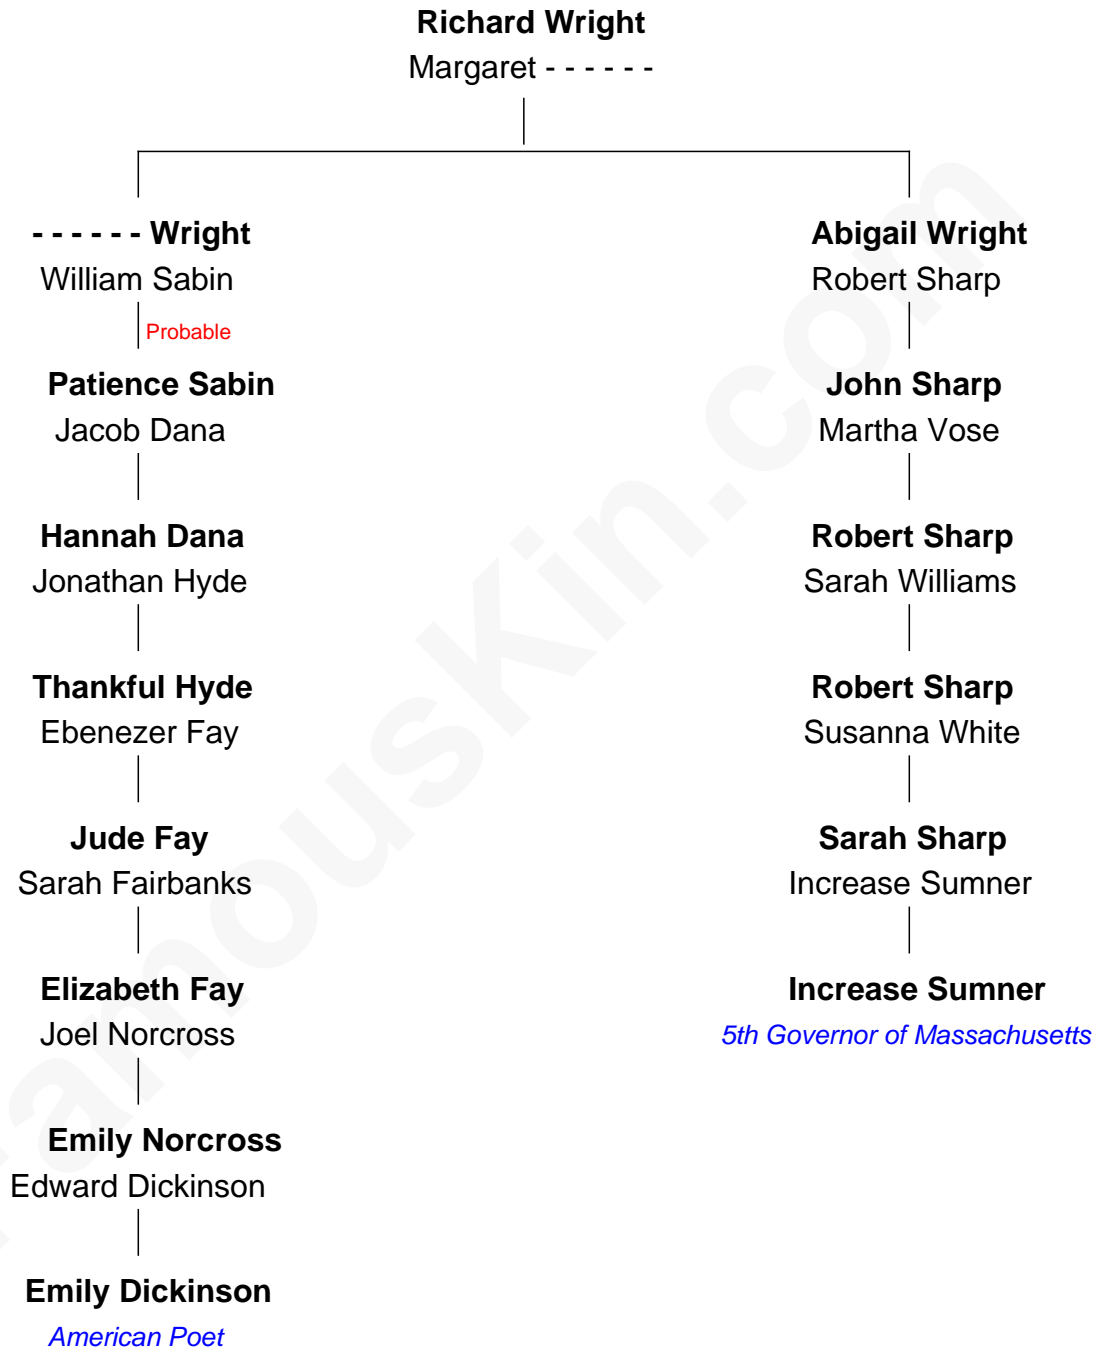 Richard Wright
Margaret - - - - - -
- - - - - - Wright
William Sabin
Probable
Patience Sabin
Jacob Dana
Hannah Dana
Jonathan Hyde
Thankful Hyde
Ebenezer Fay
Jude Fay
Sarah Fairbanks
Elizabeth Fay
Joel Norcross
Emily Norcross
Edward Dickinson
Emily Dickinson
American Poet
Abigail Wright
Robert Sharp
John Sharp
Martha Vose
Robert Sharp
Sarah Williams
Robert Sharp
Susanna White
Sarah Sharp
Increase Sumner
Increase Sumner
5th Governor of Massachusetts
FamousKin.com